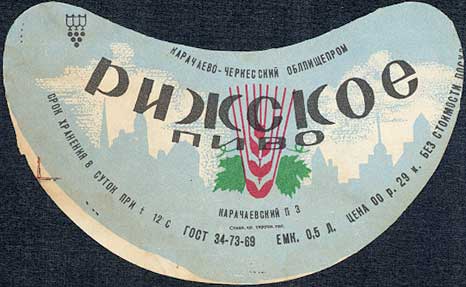 КАРАЧАЕВО-ЧЕРКЕССКИЙ ОБЛПИЩЕПРОМ
РИЖСКОЕ
ПИВО
КАРАЧАЕВСКИЙ П З
СРОК ХРАНЕНИЯ 8 СУТОК ПРИ t 12 С ГОСТ 34-73-69 ЕМК. 0,5 Л. ЦЕНА 00 р. 29 к. БЕЗ СТОИМОСТИ